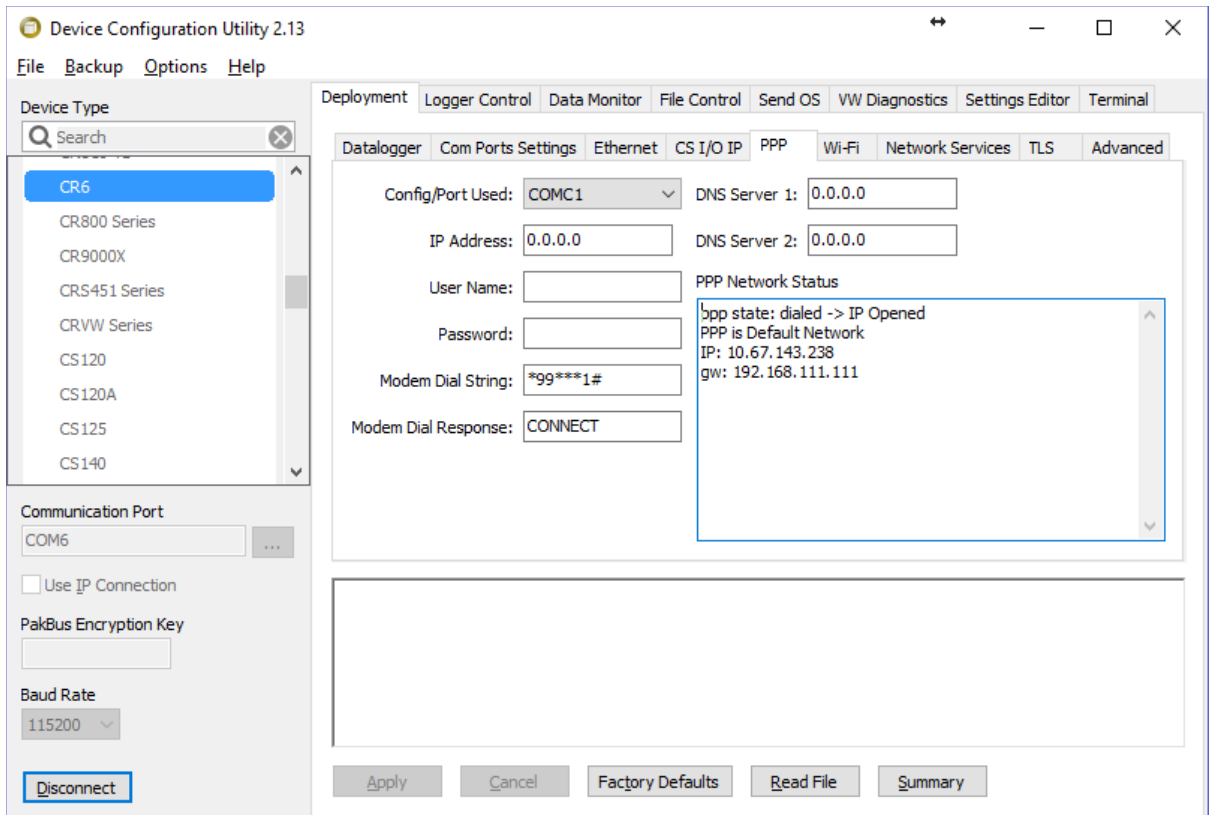 Device Configuration Utility 2.13
File Backup Options Help
Device Type
Search
CR6
CR800 Series
CR9000X
CRS451 Series
CRVW Series
CS120
CS120A
CS125
CS140
Communication Port
COM6
...
Use IP Connection
PakBus Encryption Key
Baud Rate
115200
Disconnect
Deployment Logger Control Data Monitor File Control Send OS VW Diagnostics Settings Editor Terminal
Datalogger Com Ports Settings Ethernet CS I/O IP PPP Wi-Fi Network Services TLS Advanced
Config/Port Used: COMC1
IP Address: 0.0.0.0
User Name:
Password:
Modem Dial String: *99***1#
Modem Dial Response: CONNECT
DNS Server 1: 0.0.0.0
DNS Server 2: 0.0.0.0
PPP Network Status
ppp state: dialed -> IP Opened
PPP is Default Network
IP: 10.67.143.238
gw: 192.168.111.111
Apply Cancel Factory Defaults Read File Summary